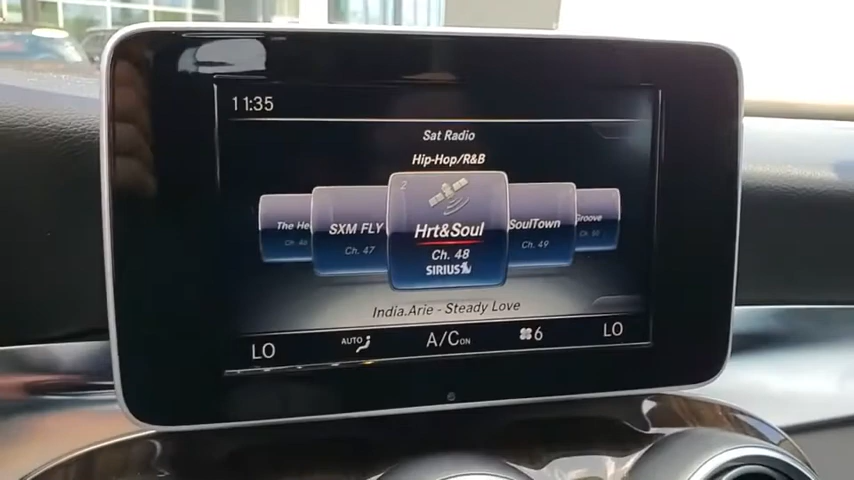 11:35
Sat Radio
Hip-Hop/R&B
2
The He
Ch. 46
SXM FLY
Ch. 47
Hrt&Soul
Ch. 48
SIRIUS
SoulTown
Ch. 49
Groove
Ch. 50
India.Arie - Steady Love
LO
AUTO
A/C ON
6
LO